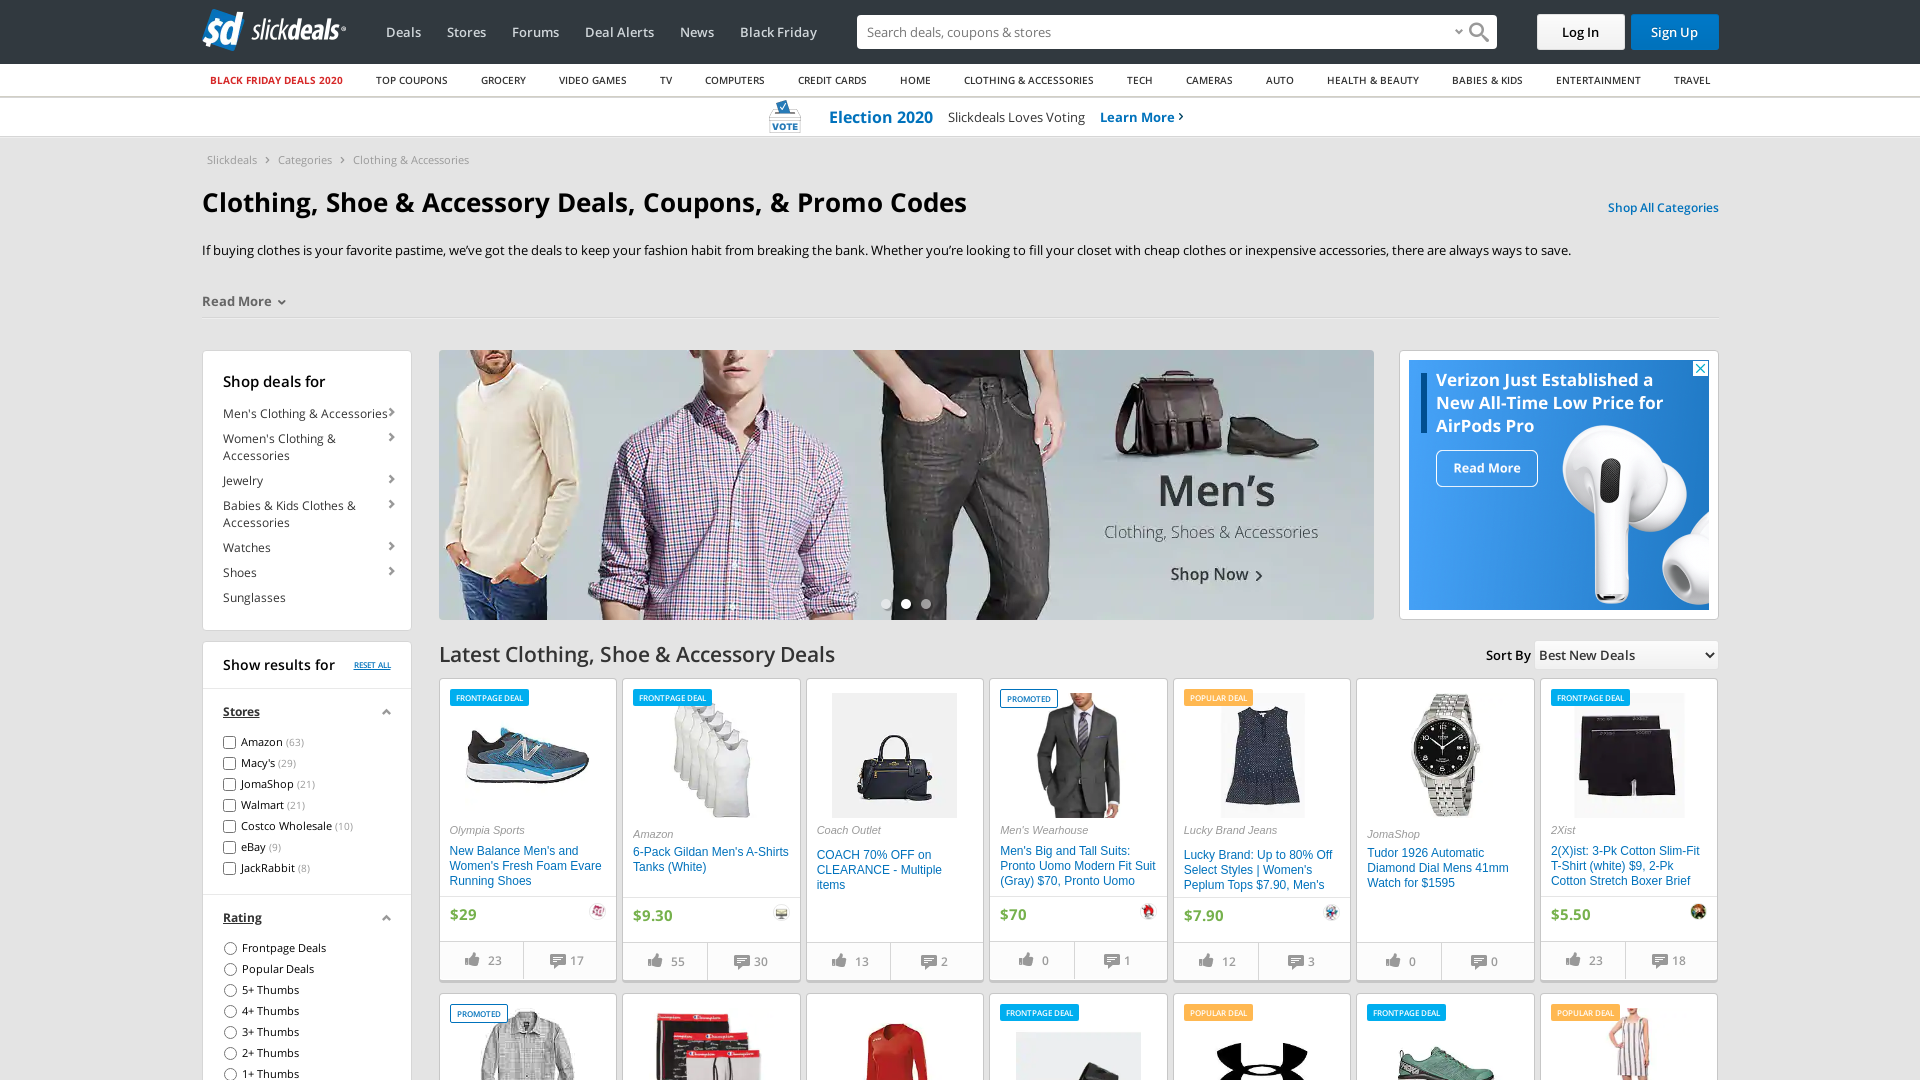 slickdeals
Deals
Stores
Forums
Deal Alerts
News
Black Friday
Search deals, coupons & stores
Log In
Sign Up
BLACK FRIDAY DEALS 2020
TOP COUPONS
GROCERY
VIDEO GAMES
TV
COMPUTERS
CREDIT CARDS
HOME
CLOTHING & ACCESSORIES
TECH
CAMERAS
AUTO
HEALTH & BEAUTY
BABIES & KIDS
ENTERTAINMENT
TRAVEL
VOTE
Election 2020 Slickdeals Loves Voting Learn More
Slickdeals > Categories > Clothing & Accessories
Clothing, Shoe & Accessory Deals, Coupons, & Promo Codes
Shop All Categories
If buying clothes is your favorite pastime, we’ve got the deals to keep your fashion habit from breaking the bank. Whether you’re looking to fill your closet with cheap clothes or inexpensive accessories, there are always ways to save.
Read More
Shop deals for
Men's Clothing & Accessories
Women's Clothing &
Accessories
Jewelry
Babies & Kids Clothes &
Accessories
Watches
Shoes
Sunglasses
Men’s
Clothing, Shoes & Accessories
Shop Now >
Verizon Just Established a
New All-Time Low Price for
AirPods Pro
Read More
Show results for
RESET ALL
Stores
Amazon (63)
Macy's (29)
JomaShop (21)
Walmart (21)
Costco Wholesale (10)
eBay (9)
JackRabbit (8)
Rating
Frontpage Deals
Popular Deals
5+ Thumbs
4+ Thumbs
3+ Thumbs
2+ Thumbs
1+ Thumbs
Latest Clothing, Shoe & Accessory Deals
Sort By Best New Deals
FRONTPAGE DEAL
Olympia Sports
New Balance Men's and
Women's Fresh Foam Evare
Running Shoes
$29
23
17
FRONTPAGE DEAL
Amazon
6-Pack Gildan Men's A-Shirts
Tanks (White)
$9.30
55
30
Coach Outlet
COACH 70% OFF on
CLEARANCE - Multiple
items
13
2
PROMOTED
Men's Wearhouse
Men's Big and Tall Suits:
Pronto Uomo Modern Fit Suit
(Gray) $70, Pronto Uomo
$70
0
1
POPULAR DEAL
Lucky Brand Jeans
Lucky Brand: Up to 80% Off
Select Styles | Women's
Peplum Tops $7.90, Men's
$7.90
12
3
JomaShop
Tudor 1926 Automatic
Diamond Dial Mens 41mm
Watch for $1595
0
0
FRONTPAGE DEAL
2Xist
2(X)ist: 3-Pk Cotton Slim-Fit
T-Shirt (white) $9, 2-Pk
Cotton Stretch Boxer Brief
$5.50
23
18
PROMOTED
FRONTPAGE DEAL
POPULAR DEAL
FRONTPAGE DEAL
POPULAR DEAL